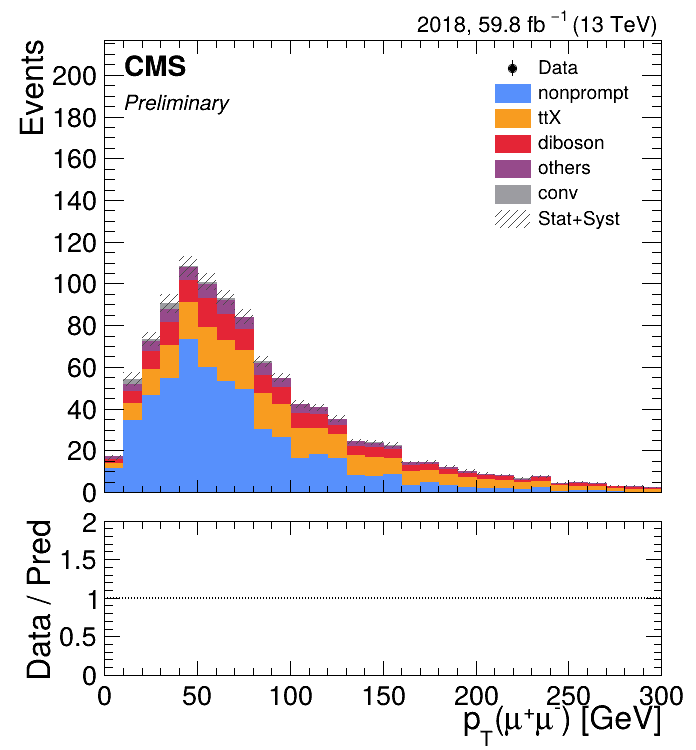 2018, 59.8 fb⁻¹ (13 TeV)
CMS
Preliminary
Events
Data
nonprompt
ttX
diboson
others
conv
Stat+Syst
200
180
160
140
120
100
80
60
40
20
0
Data / Pred
2
1.5
1
0.5
0
0 50 100 150 200 250 300
p_T(μ⁺μ⁻) [GeV]